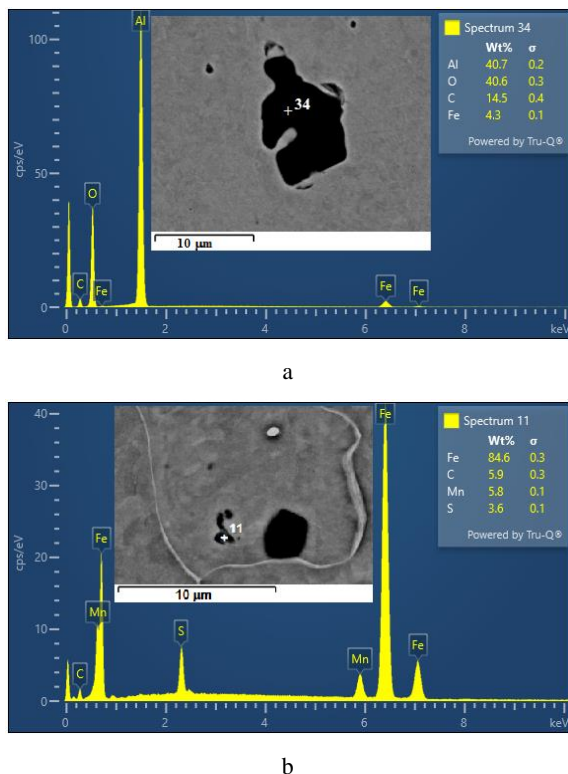 Al
100
50
0
cps/eV
O
C
Fe
Fe
Fe
0
2
4
6
8
keV
34
10 μm
Spectrum 34
Wt% σ
Al 40.7 0.2
O 40.6 0.3
C 14.5 0.4
Fe 4.3 0.1
Powered by Tru-Q®
a
40
30
20
10
0
cps/eV
Fe
Mn
C
S
Mn
Fe
Fe
0
2
4
6
8
keV
11
10 μm
Spectrum 11
Wt% σ
Fe 84.6 0.3
C 5.9 0.3
Mn 5.8 0.1
S 3.6 0.1
Powered by Tru-Q®
b